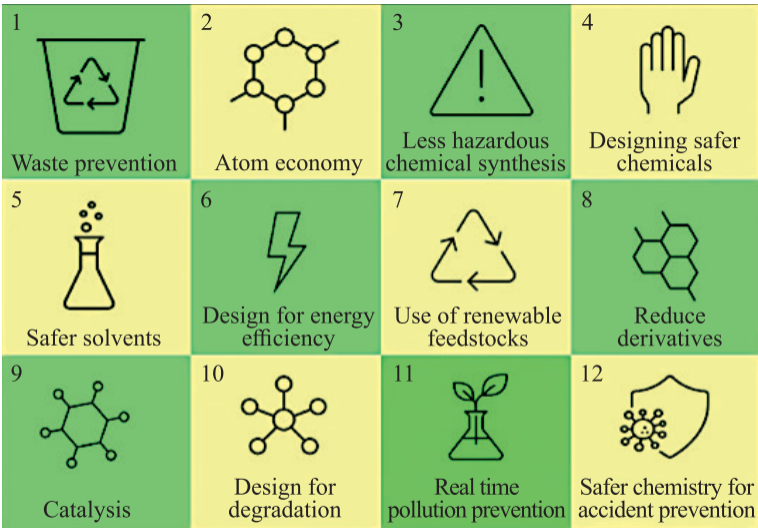 1
Waste prevention
2
Atom economy
3
Less hazardous
chemical synthesis
4
Designing safer
chemicals
5
Safer solvents
6
Design for energy
efficiency
7
Use of renewable
feedstocks
8
Reduce
derivatives
9
Catalysis
10
Design for
degradation
11
Real time
pollution prevention
12
Safer chemistry for
accident prevention